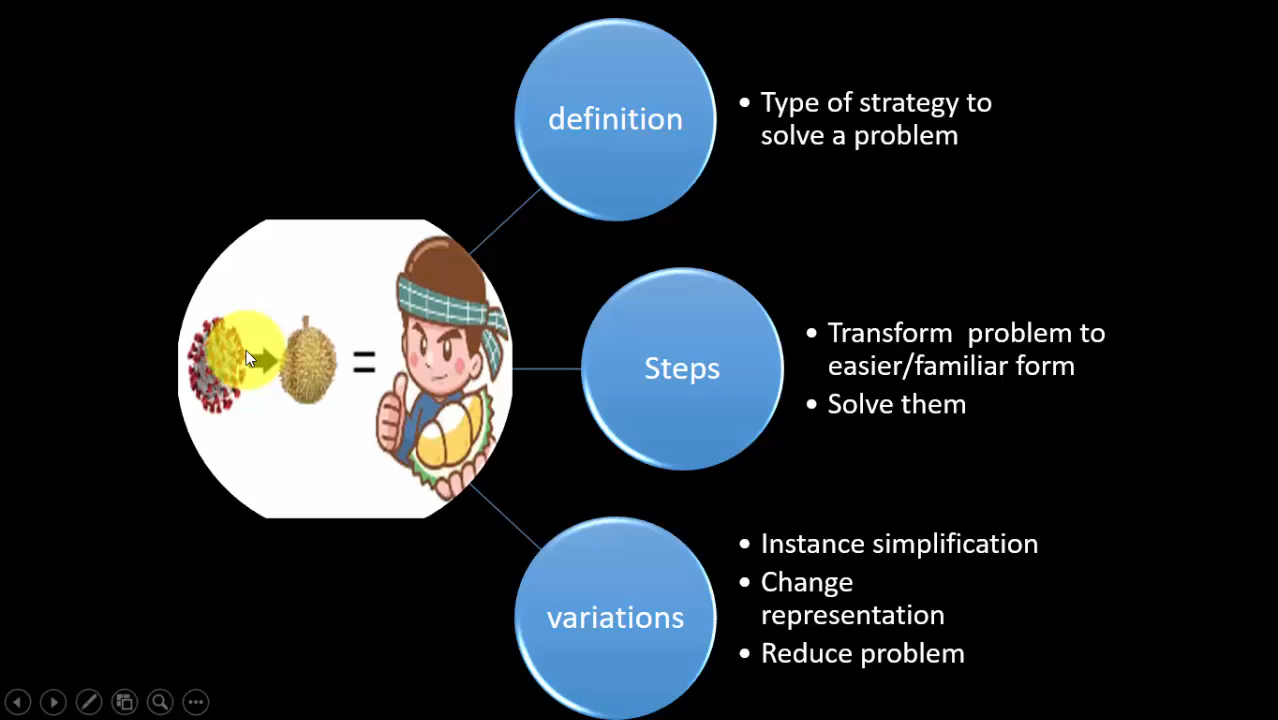 definition
• Type of strategy to
solve a problem
=
Steps
• Transform  problem to
easier/familiar form
• Solve them
variations
• Instance simplification
• Change
representation
• Reduce problem